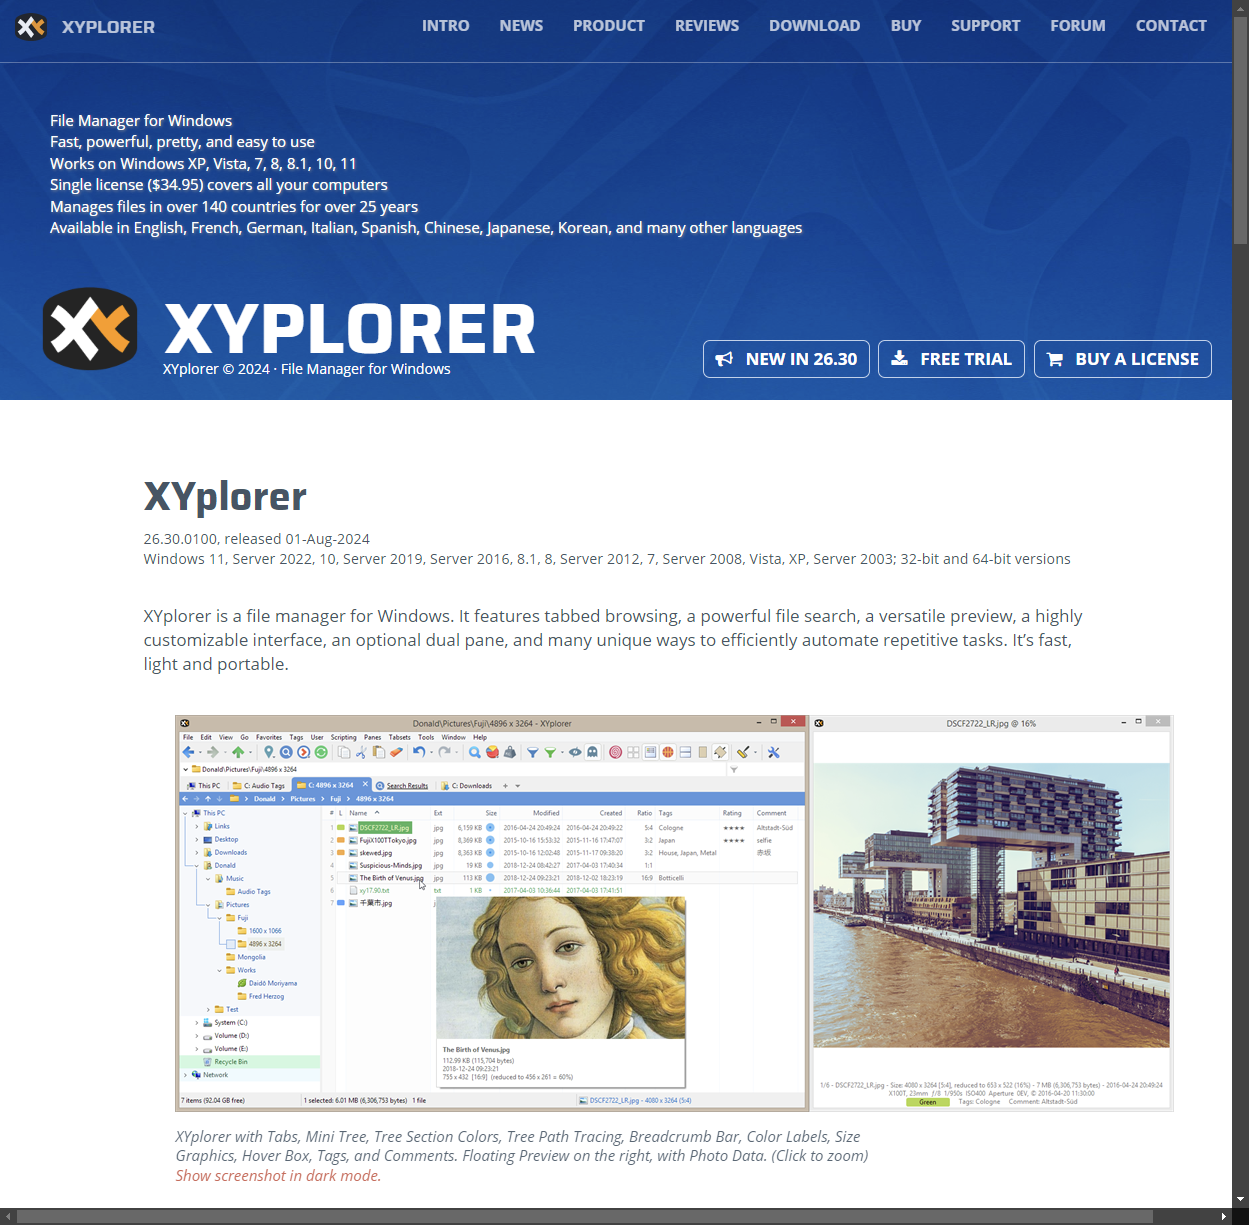 XYPLORER
INTRO NEWS PRODUCT REVIEWS DOWNLOAD BUY SUPPORT FORUM CONTACT
File Manager for Windows
Fast, powerful, pretty, and easy to use
Works on Windows XP, Vista, 7, 8, 8.1, 10, 11
Single license ($34.95) covers all your computers
Manages files in over 140 countries for over 25 years
Available in English, French, German, Italian, Spanish, Chinese, Japanese, Korean, and many other languages
XYPLORER
XYplorer © 2024 · File Manager for Windows
NEW IN 26.30 FREE TRIAL BUY A LICENSE
XYplorer
26.30.0100, released 01-Aug-2024
Windows 11, Server 2022, 10, Server 2019, Server 2016, 8.1, 8, Server 2012, 7, Server 2008, Vista, XP, Server 2003; 32-bit and 64-bit versions
XYplorer is a file manager for Windows. It features tabbed browsing, a powerful file search, a versatile preview, a highly
customizable interface, an optional dual pane, and many unique ways to efficiently automate repetitive tasks. It's fast,
light and portable.
Donald\Pictures\Fuji\4896 x 3264 - XYplorer
File Edit View Go Favorites Tags User Scripting Panes Tabsets Tools Window Help
Donald\Pictures\Fuji\4896 x 3264
This PC C: Audio Tags C: 4896 x 3264 Search Results C: Downloads
Donald > Pictures > Fuji > 4896 x 3264
This PC
Links
Desktop
Downloads
Donald
Music
Audio Tags
Pictures
Fuji
1600 x 1066
4896 x 3264
Mongolia
Works
Daidō Moriyama
Fred Herzog
Test
System (C:)
Volume (D:)
Volume (E:)
Recycle Bin
Network
# L Name Ext Size Modified Created Ratio Tags Rating Comment
1 DSCF2722_LR.jpg jpg 6,159 KB 2016-04-24 20:49:24 2016-04-24 20:49:22 5:4 Cologne ★★★★ Altstadt-Süd
2 FujiX100TTokyo.jpg jpg 8,369 KB 2015-10-16 15:53:32 2015-11-16 17:47:07 3:2 Japan ★★★★ selfie
3 skewed.jpg jpg 8,363 KB 2015-10-16 12:02:48 2015-11-17 09:38:20 3:2 House, Japan, Metal 赤坂
4 Suspicious-Minds.jpg jpg 19 KB 2018-12-24 08:42:27 2017-04-03 17:40:34 1:1
5 The Birth of Venus.jpg jpg 113 KB 2018-12-24 09:23:21 2018-12-02 18:23:19 16:9 Botticelli
6 xy17.90.txt txt 1 KB 2017-04-03 10:36:44 2017-04-03 17:41:51
7 千葉市.jpg
The Birth of Venus.jpg
112.99 KB (115,704 bytes)
2018-12-24 09:23:21
755 x 432 [16:9] (reduced to 456 x 261 = 60%)
7 items (92.04 GB free) 1 selected: 6.01 MB (6,306,753 bytes) 1 file DSCF2722_LR.jpg - 4080 x 3264 (5:4)
DSCF2722_LR.jpg @ 16%
1/6 - DSCF2722_LR.jpg - Size: 4080 x 3264 [5:4], reduced to 653 x 522 (16%) - 7 MB (6,306,753 bytes) - 2016-04-24 20:49:24
X100T, 23mm f/8 1/950s ISO400 Aperture 0EV, © 2016-04-20 11:30:00
Green Tags: Cologne Comment: Altstadt-Süd
XYplorer with Tabs, Mini Tree, Tree Section Colors, Tree Path Tracing, Breadcrumb Bar, Color Labels, Size
Graphics, Hover Box, Tags, and Comments. Floating Preview on the right, with Photo Data. (Click to zoom)
Show screenshot in dark mode.